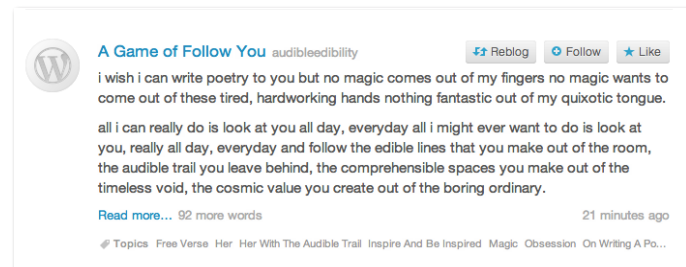 A Game of Follow You audibleedibility Reblog Follow Like
i wish i can write poetry to you but no magic comes out of my fingers no magic wants to
come out of these tired, hardworking hands nothing fantastic out of my quixotic tongue.
all i can really do is look at you all day, everyday all i might ever want to do is look at
you, really all day, everyday and follow the edible lines that you make out of the room,
the audible trail you leave behind, the comprehensible spaces you make out of the
timeless void, the cosmic value you create out of the boring ordinary.
Read more... 92 more words 21 minutes ago
Topics Free Verse Her Her With The Audible Trail Inspire And Be Inspired Magic Obsession On Writing A Po...